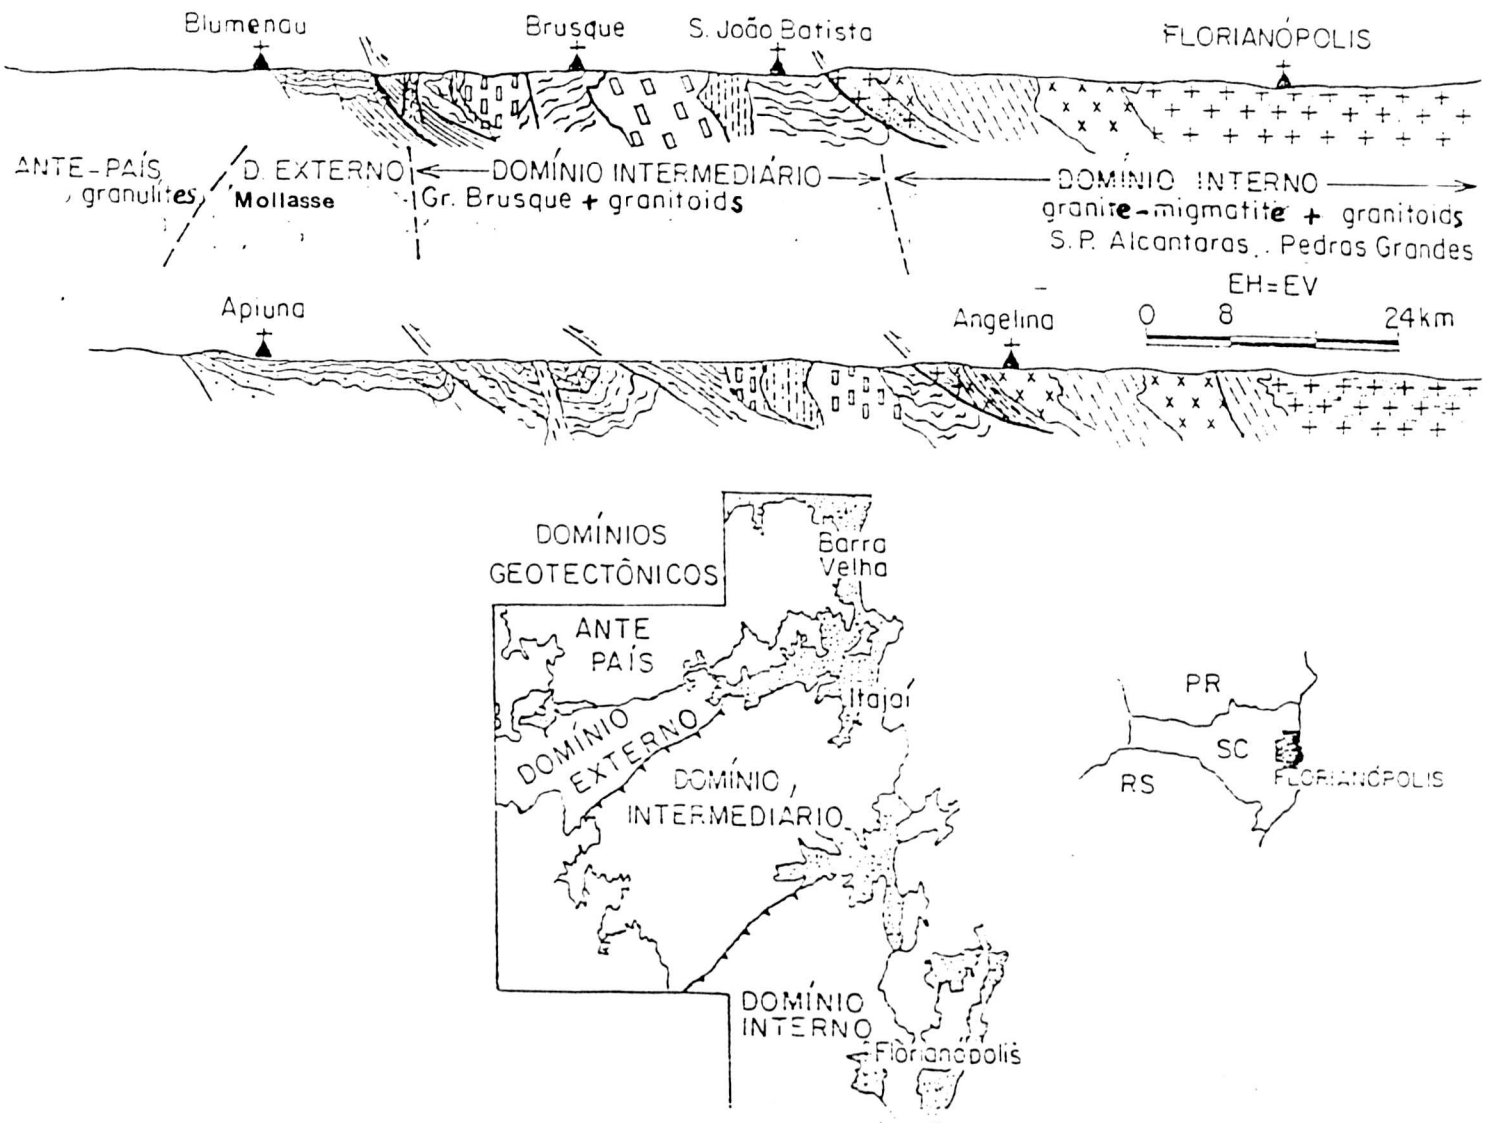 Blumenau
Brusque
S. João Batista
FLORIANÓPOLIS
ANTE-PAÍS
granulites
D. EXTERNO
Mollasse
DOMÍNIO INTERMEDIÁRIO
Gr. Brusque + granitoids
DOMÍNIO INTERNO
granite-migmatite + granitoids
S.P. Alcantaras, . Pedras Grandes
EH=EV
0 8 24km
Apiuna
Angelina
DOMÍNIOS
GEOTECTÔNICOS
Barra
Velha
ANTE
PAÍS
Itajaí
DOMÍNIO
EXTERNO
DOMÍNIO
INTERMEDIÁRIO
DOMÍNIO
INTERNO
Florianópolis
PR
SC
RS
FLORIANÓPOLIS